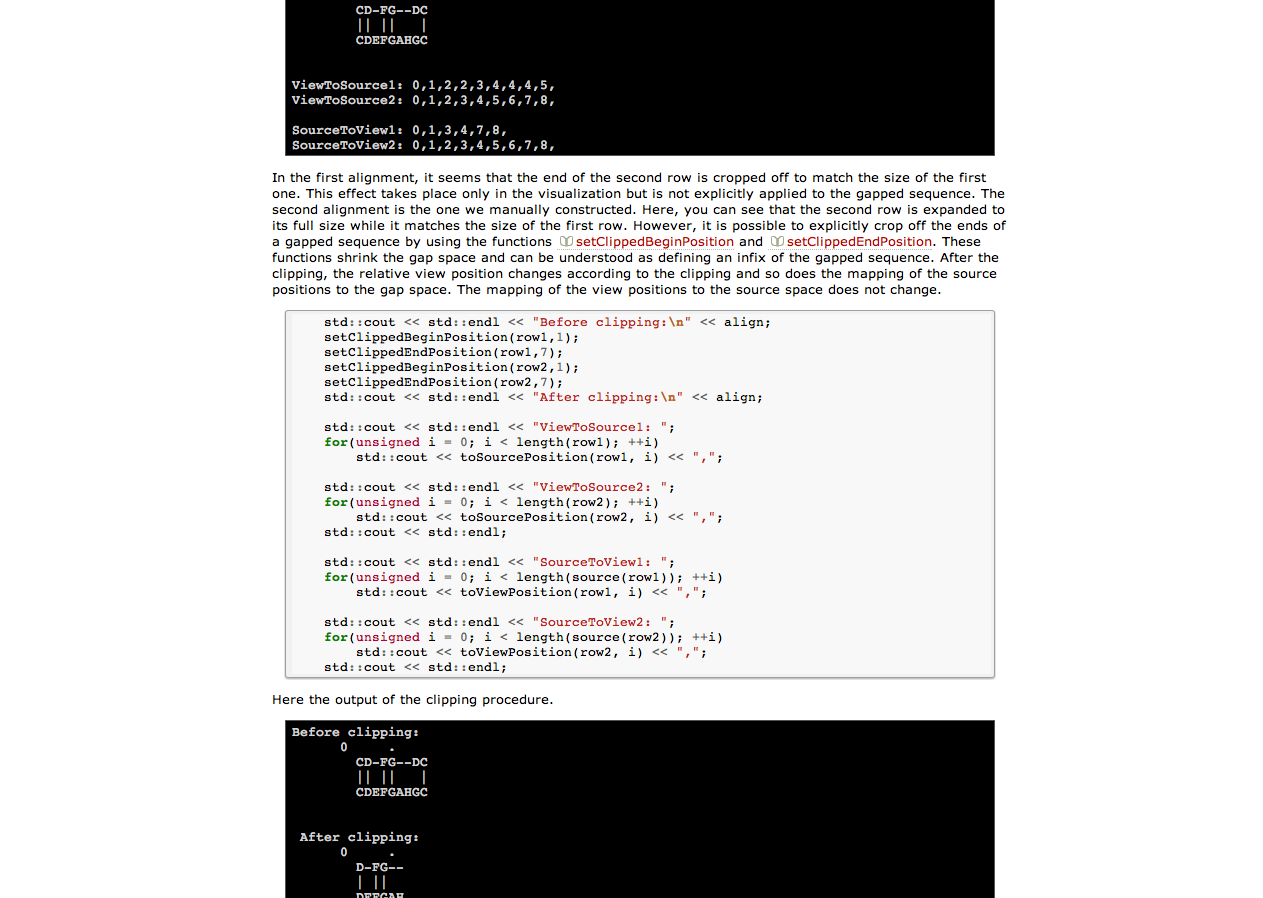 CD-FG--DC
|| ||   |
CDEFGAHGC
ViewToSource1: 0,1,2,2,3,4,4,4,5,
ViewToSource2: 0,1,2,3,4,5,6,7,8,
SourceToView1: 0,1,3,4,7,8,
SourceToView2: 0,1,2,3,4,5,6,7,8,
In the first alignment, it seems that the end of the second row is cropped off to match the size of the first
one. This effect takes place only in the visualization but is not explicitly applied to the gapped sequence. The
second alignment is the one we manually constructed. Here, you can see that the second row is expanded to
its full size while it matches the size of the first row. However, it is possible to explicitly crop off the ends of
a gapped sequence by using the functions setClippedBeginPosition and setClippedEndPosition. These
functions shrink the gap space and can be understood as defining an infix of the gapped sequence. After the
clipping, the relative view position changes according to the clipping and so does the mapping of the source
positions to the gap space. The mapping of the view positions to the source space does not change.
std::cout << std::endl << "Before clipping:\n" << align;
setClippedBeginPosition(row1,1);
setClippedEndPosition(row1,7);
setClippedBeginPosition(row2,1);
setClippedEndPosition(row2,7);
std::cout << std::endl << "After clipping:\n" << align;
std::cout << std::endl << "ViewToSource1: ";
for(unsigned i = 0; i < length(row1); ++i)
    std::cout << toSourcePosition(row1, i) << ",";
std::cout << std::endl << "ViewToSource2: ";
for(unsigned i = 0; i < length(row2); ++i)
    std::cout << toSourcePosition(row2, i) << ",";
std::cout << std::endl;
std::cout << std::endl << "SourceToView1: ";
for(unsigned i = 0; i < length(source(row1)); ++i)
    std::cout << toViewPosition(row1, i) << ",";
std::cout << std::endl << "SourceToView2: ";
for(unsigned i = 0; i < length(source(row2)); ++i)
    std::cout << toViewPosition(row2, i) << ",";
std::cout << std::endl;
Here the output of the clipping procedure.
Before clipping:
0     .
CD-FG--DC
|| ||   |
CDEFGAHGC
After clipping:
0     .
D-FG--
| ||
DEFGAH